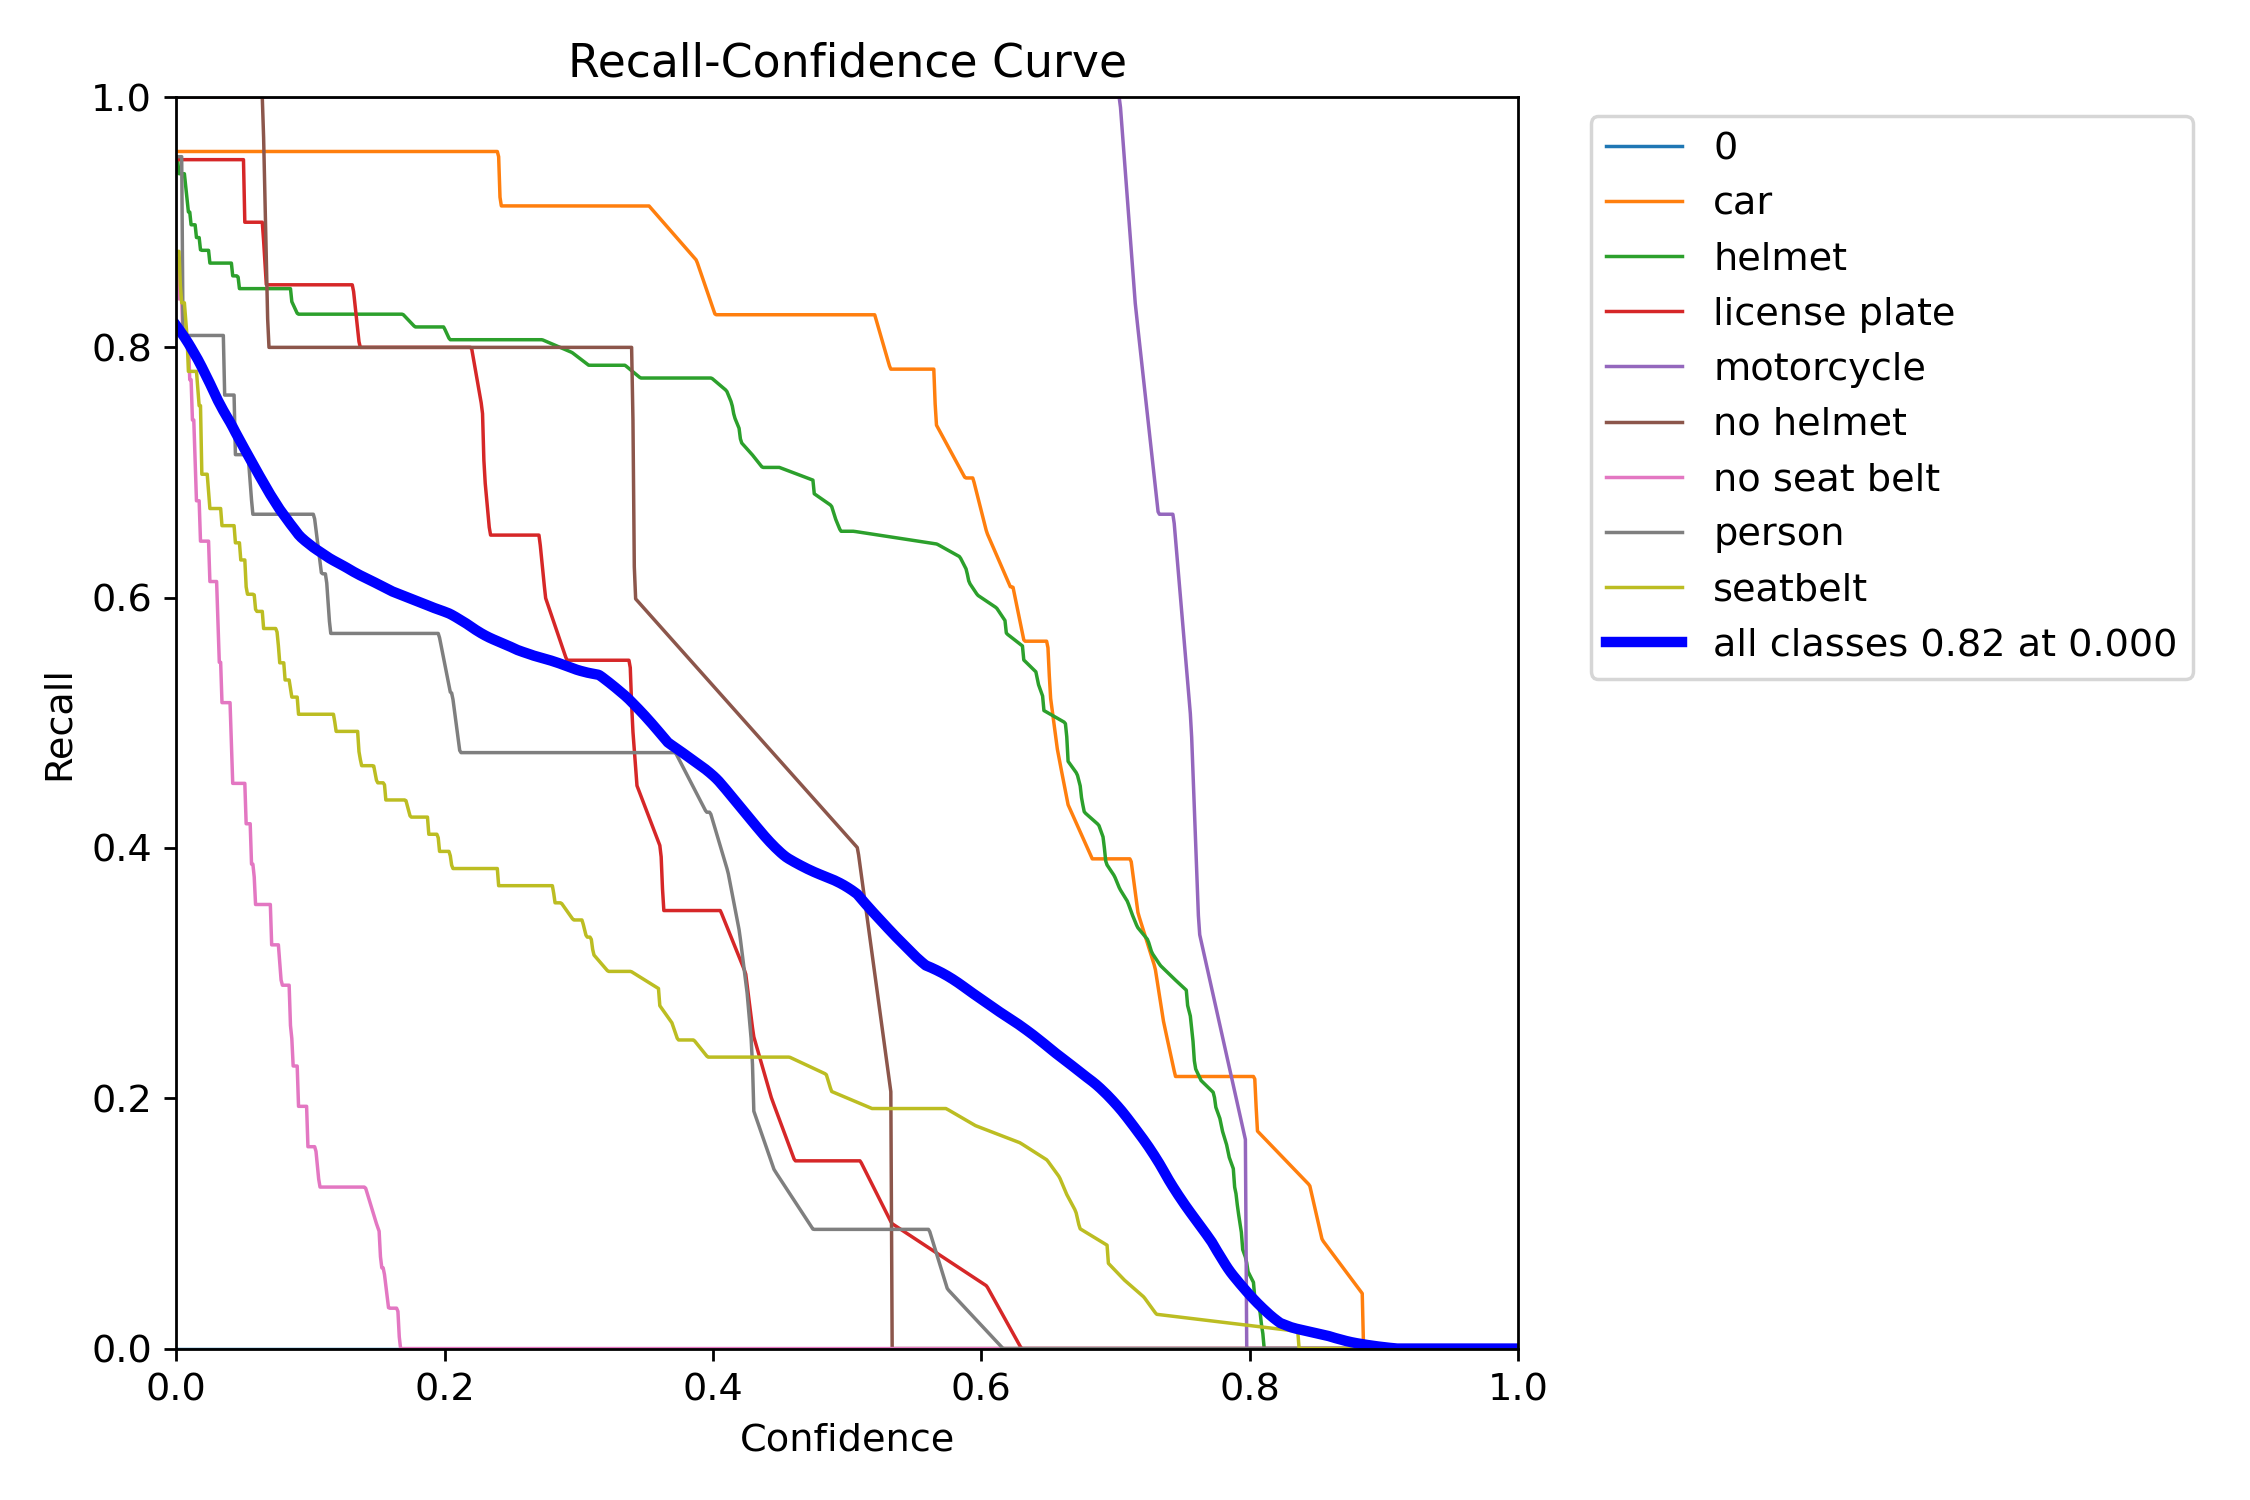 Recall-Confidence Curve
1.0
0.8
0.6
0.4
0.2
0.0
Recall
0.0 0.2 0.4 0.6 0.8 1.0
Confidence
0
car
helmet
license plate
motorcycle
no helmet
no seat belt
person
seatbelt
all classes 0.82 at 0.000